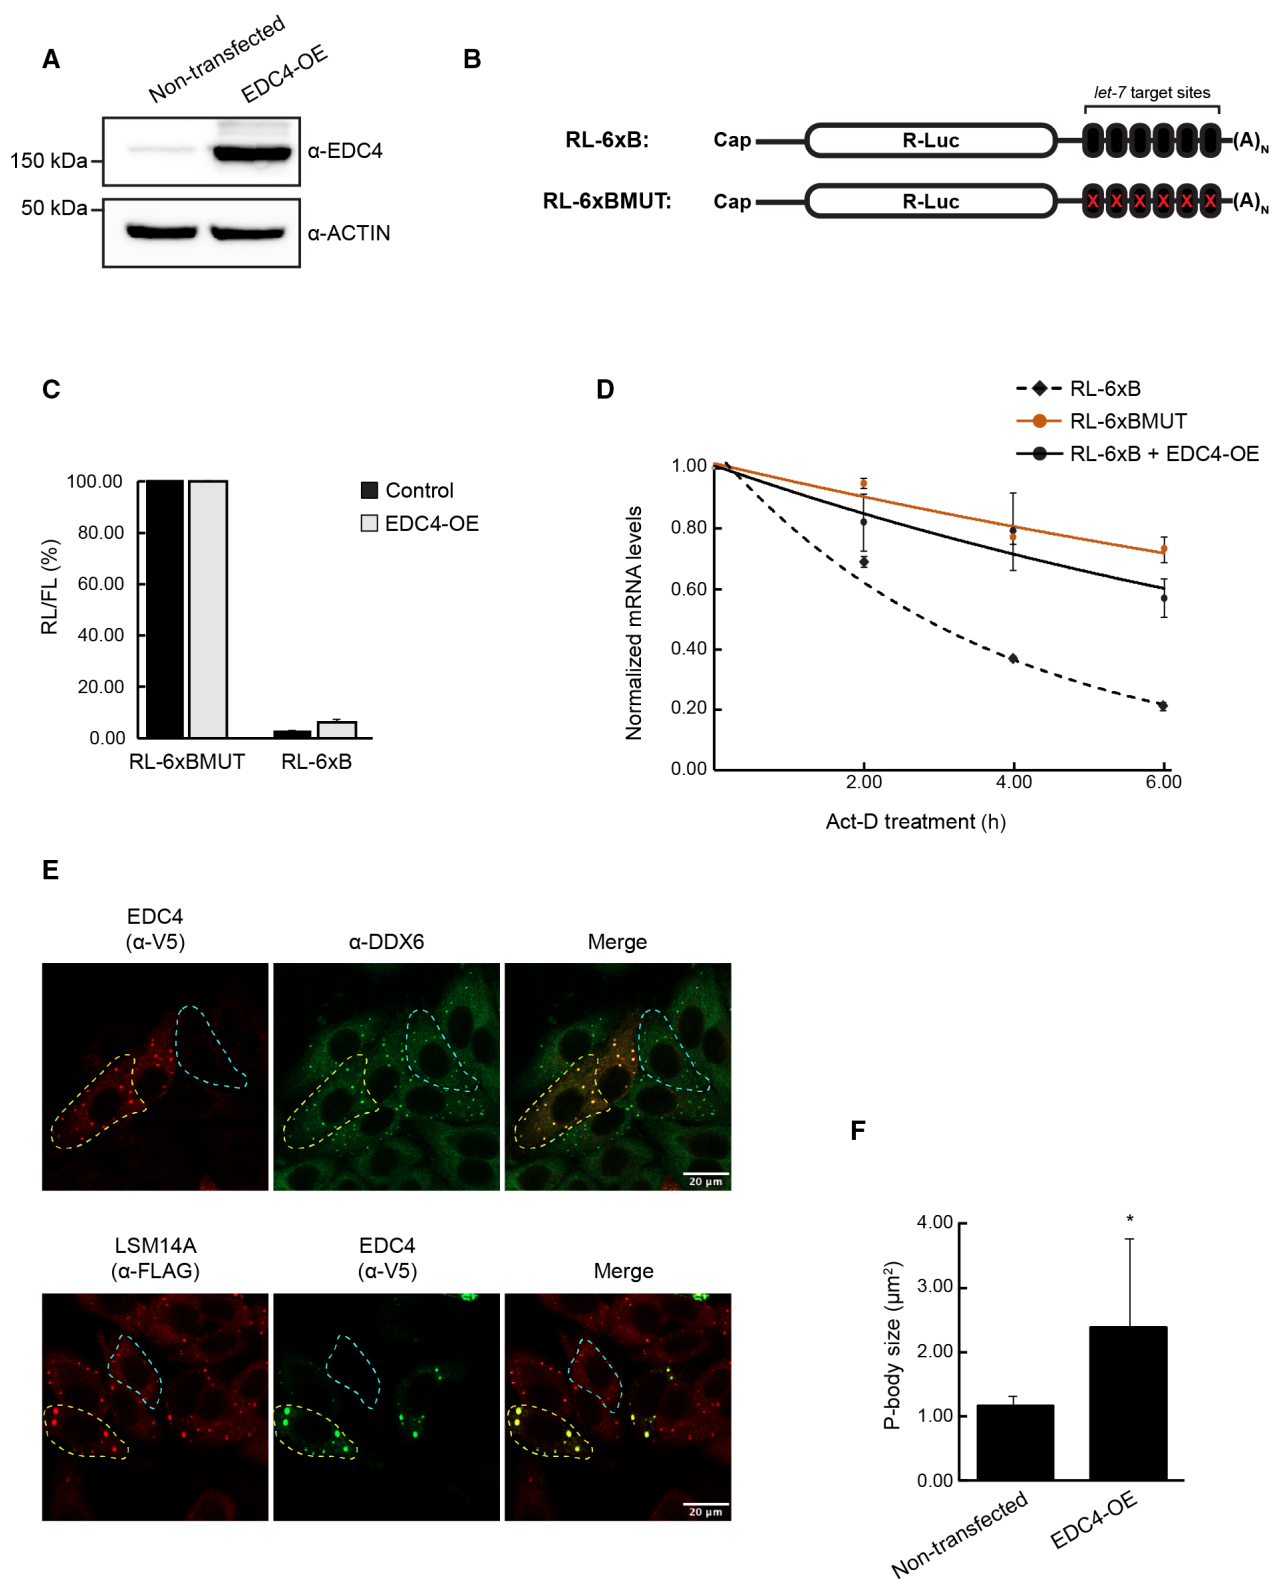 A
Non-transfected
EDC4-OE
150 kDa
α-EDC4
50 kDa
α-ACTIN
B
let-7 target sites
RL-6xB:
Cap
R-Luc
(A)N
RL-6xBMUT:
Cap
R-Luc
X X X X X X
(A)N
C
100.00
80.00
60.00
40.00
20.00
0.00
RL/FL (%)
Control
EDC4-OE
RL-6xBMUT
RL-6xB
D
RL-6xB
RL-6xBMUT
RL-6xB + EDC4-OE
1.00
0.80
0.60
0.40
0.20
0.00
Normalized mRNA levels
2.00
4.00
6.00
Act-D treatment (h)
E
EDC4
(α-V5)
α-DDX6
Merge
20 μm
LSM14A
(α-FLAG)
EDC4
(α-V5)
Merge
20 μm
F
4.00
3.00
2.00
1.00
0.00
P-body size (μm²)
*
Non-transfected
EDC4-OE